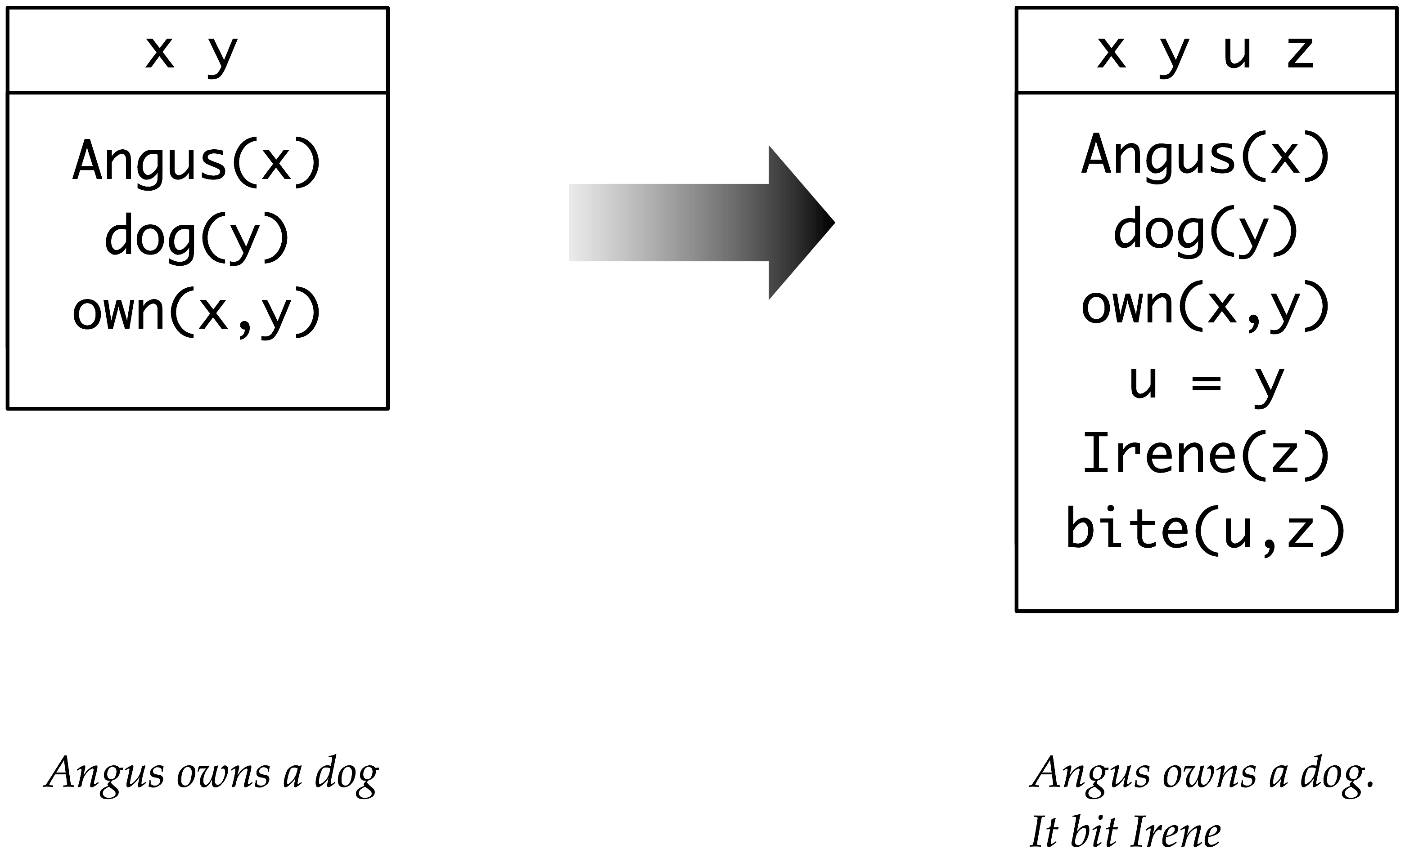 x y
Angus(x)
dog(y)
own(x,y)
Angus owns a dog
x y u z
Angus(x)
dog(y)
own(x,y)
u = y
Irene(z)
bite(u,z)
Angus owns a dog.
It bit Irene